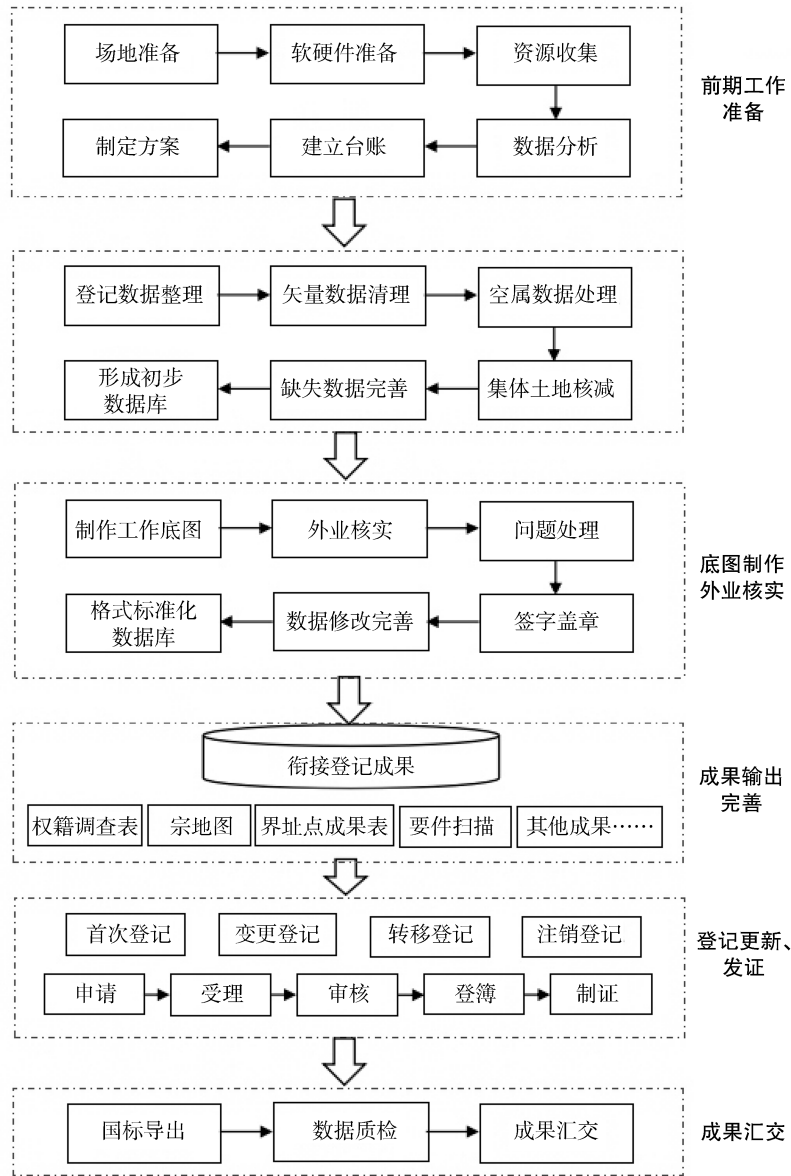 场地准备
软硬件准备
资源收集
前期工作
准备
制定方案
建立台账
数据分析
登记数据整理
矢量数据清理
空属数据处理
形成初步
数据库
缺失数据完善
集体土地核减
制作工作底图
外业核实
问题处理
底图制作
外业核实
格式标准化
数据库
数据修改完善
签字盖章
衔接登记成果
成果输出
完善
权籍调查表
宗地图
界址点成果表
要件扫描
其他成果……
首次登记
变更登记
转移登记
注销登记
登记更新、
发证
申请
受理
审核
登簿
制证
国标导出
数据质检
成果汇交
成果汇交